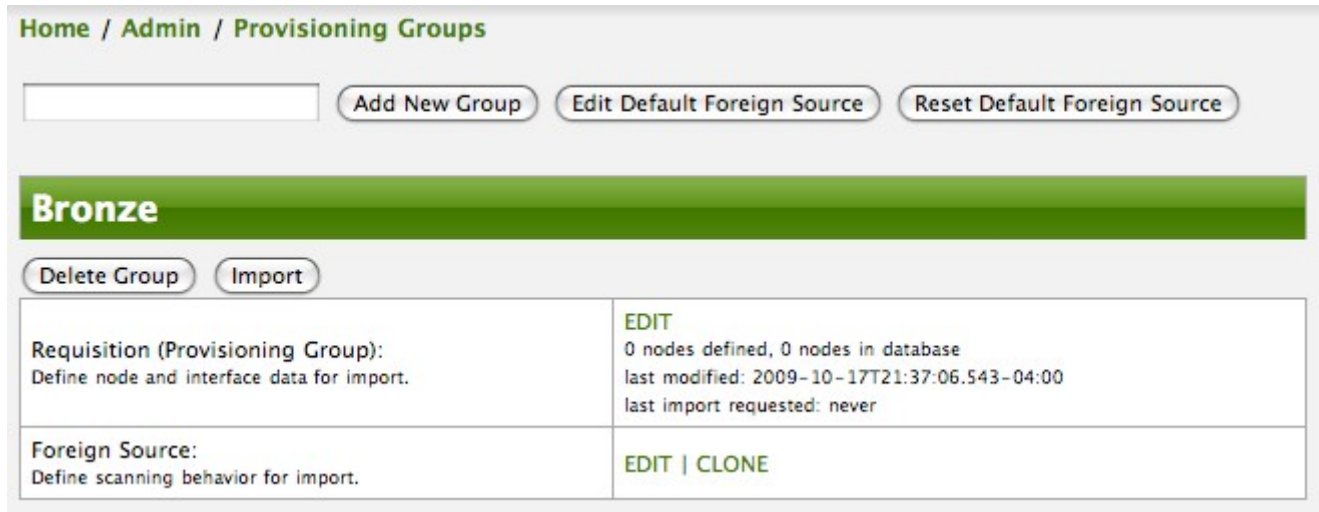 Home / Admin / Provisioning Groups
Add New Group Edit Default Foreign Source Reset Default Foreign Source
Bronze
Delete Group Import
Requisition (Provisioning Group):
Define node and interface data for import.
EDIT
0 nodes defined, 0 nodes in database
last modified: 2009-10-17T21:37:06.543-04:00
last import requested: never
Foreign Source:
Define scanning behavior for import.
EDIT | CLONE